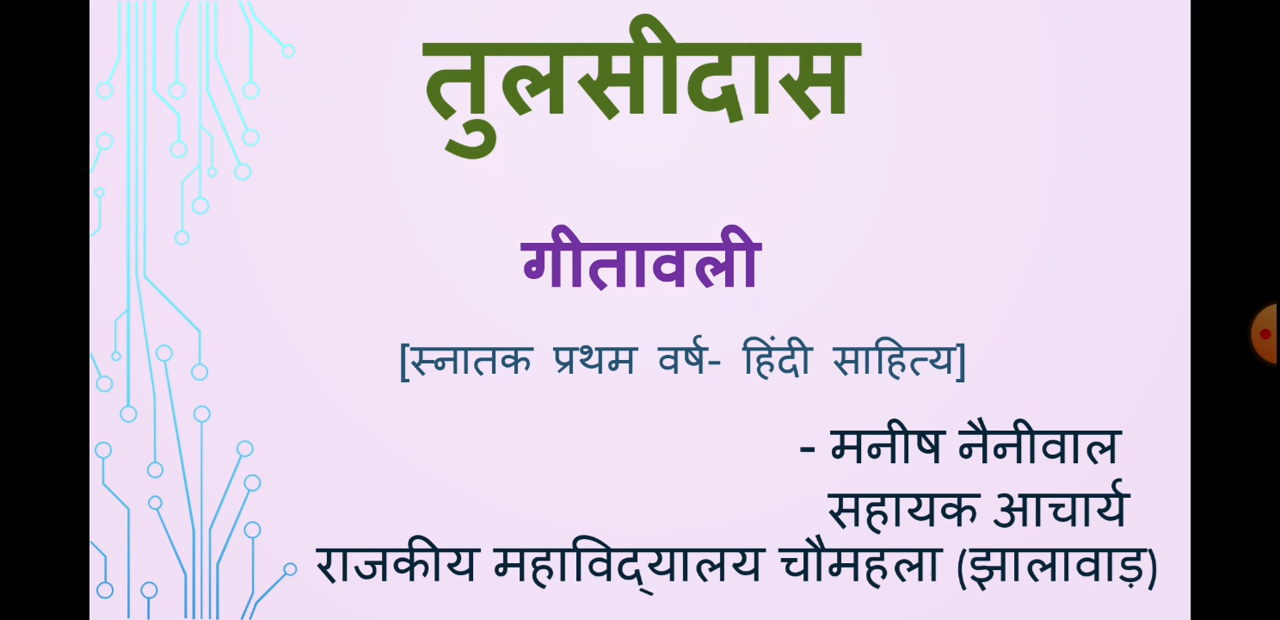 तुलसीदास
गीतावली
[स्नातक प्रथम वर्ष- हिंदी साहित्य]
- मनीष नैनीवाल
सहायक आचार्य
राजकीय महाविद्यालय चौमहला (झालावाड़)